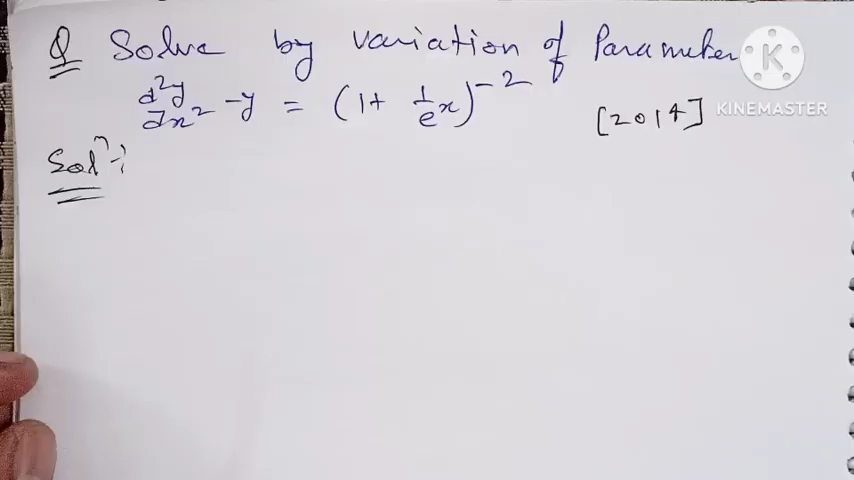 Q Solve by variation of Parameter
d²y/dx² - y = (1 + 1/eˣ)⁻²
[2014]
Solⁿ :-
K
KINEMASTER